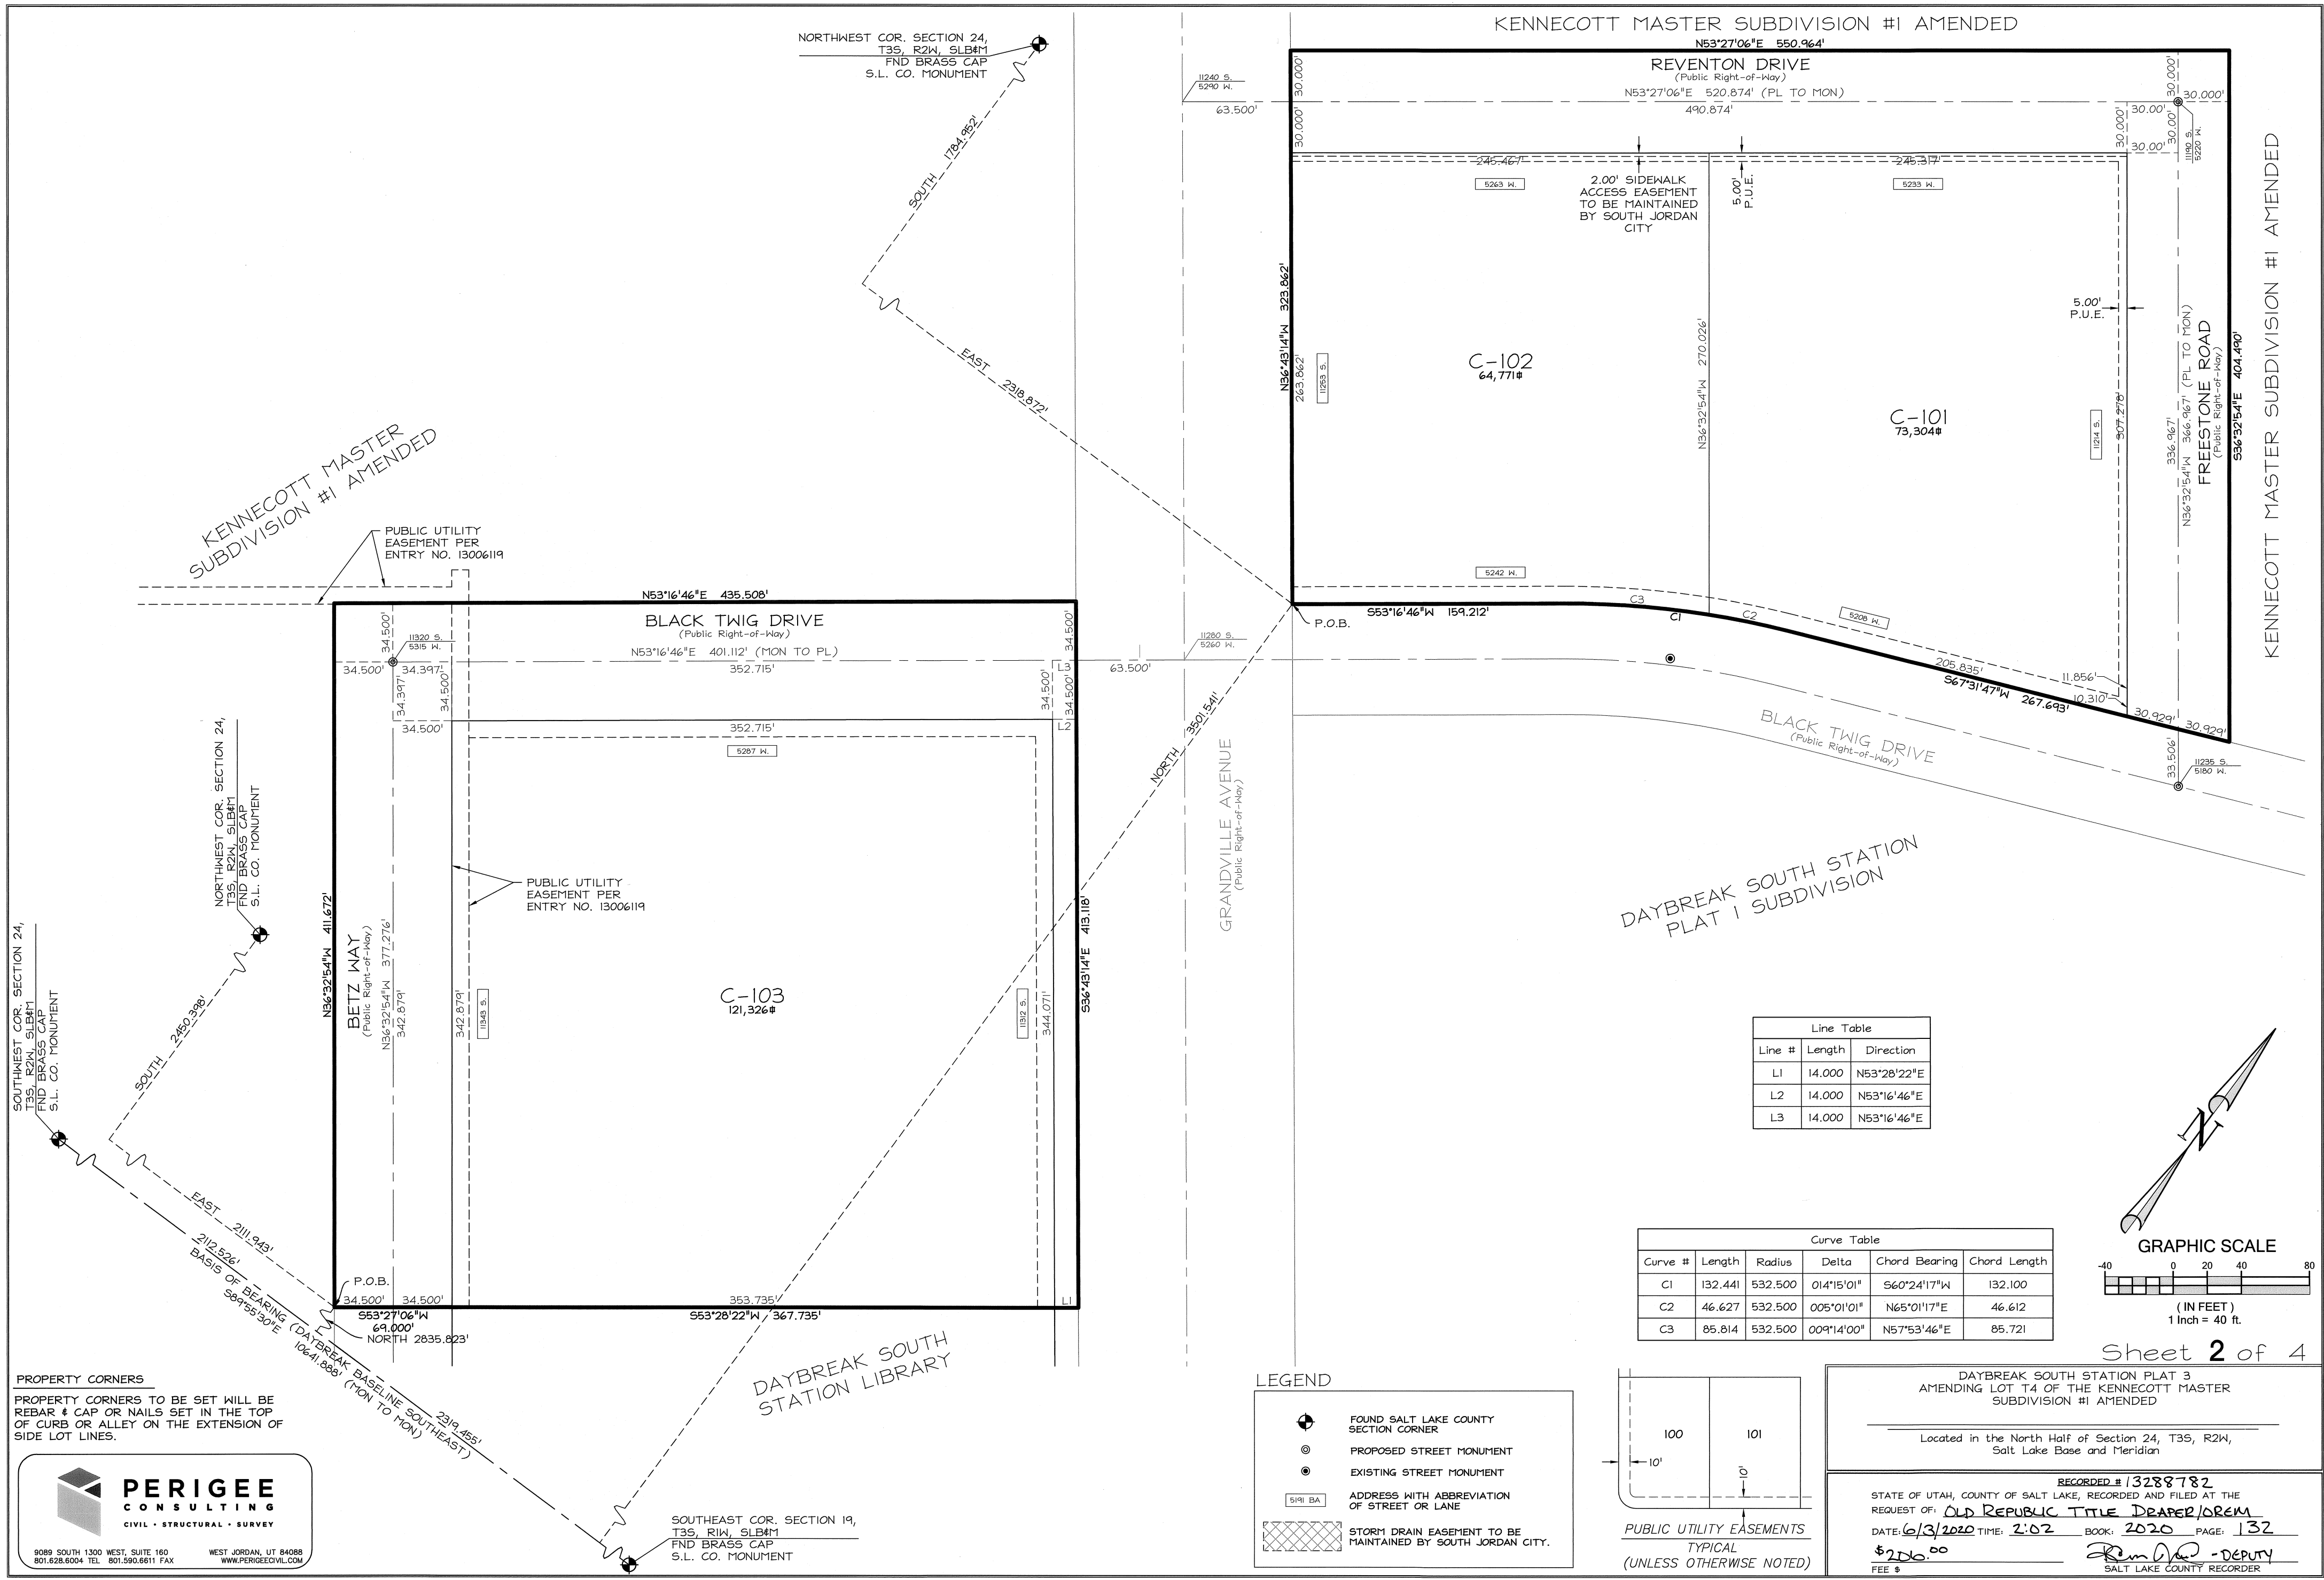 KENNECOTT MASTER SUBDIVISION #1 AMENDED
N53°27'06"E 550.964'
REVENTON DRIVE
(Public Right-of-Way)
N53°27'06"E 520.874' (PL TO MON)
490.874'
NORTHWEST COR. SECTION 24,
T3S, R2W, SLB&M
FND BRASS CAP
S.L. CO. MONUMENT
SOUTH 1784.952'
EAST 2318.872'
11240 S.
5290 W.
63.500'
30.000'
30.000'
30.000'
30.000'
30.000'
30.00'
30.00'
30.00'
11190 S.
5220 W.
245.467'
245.317'
5263 W.
5233 W.
2.00' SIDEWALK
ACCESS EASEMENT
TO BE MAINTAINED
BY SOUTH JORDAN
CITY
5.00'
P.U.E.
5.00'
P.U.E.
N36°43'14"W 323.862'
263.862'
11253 S.
C-102
64,771⌗
N36°32'54"W 270.026'
C-101
73,304⌗
11214 S.
307.278'
336.967'
N36°32'54"W 366.967' (PL TO MON)
FREESTONE ROAD
(Public Right-of-Way)
S36°32'54"E 404.490'
KENNECOTT MASTER SUBDIVISION #1 AMENDED
5242 W.
S53°16'46"W 159.212'
P.O.B.
C3
C1
C2
5208 W.
205.835'
S67°31'47"W 267.693'
11.856'
10.310'
30.929'
30.929'
33.506'
11235 S.
5180 W.
BLACK TWIG DRIVE
(Public Right-of-Way)
KENNECOTT MASTER
SUBDIVISION #1 AMENDED
PUBLIC UTILITY
EASEMENT PER
ENTRY NO. 13006119
N53°16'46"E 435.508'
BLACK TWIG DRIVE
(Public Right-of-Way)
N53°16'46"E 401.112' (MON TO PL)
352.715'
11320 S.
5315 W.
34.500'
34.500'
34.397'
34.397'
34.500'
34.500'
352.715'
5287 W.
34.500'
34.500'
34.500'
L3
L2
63.500'
11280 S.
5260 W.
NORTH 3501.541'
GRANDVILLE AVENUE
(Public Right-of-Way)
DAYBREAK SOUTH STATION
PLAT 1 SUBDIVISION
NORTHWEST COR. SECTION 24,
T3S, R2W, SLB&M
FND BRASS CAP
S.L. CO. MONUMENT
SOUTHWEST COR. SECTION 24,
T3S, R2W, SLB&M
FND BRASS CAP
S.L. CO. MONUMENT
SOUTH 2450.398'
EAST 2111.943'
N36°32'54"W 411.672'
BETZ WAY
(Public Right-of-Way)
N36°32'54"W 377.276'
342.879'
342.879'
11343 S.
PUBLIC UTILITY
EASEMENT PER
ENTRY NO. 13006119
C-103
121,326⌗
11312 S.
344.071'
S36°43'14"E 413.118'
P.O.B.
34.500'
34.500'
353.735'
L1
S53°27'06"W
69.000'
S53°28'22"W 367.735'
NORTH 2835.823'
2112.526'
BASIS OF BEARING (DAYBREAK BASELINE SOUTHEAST)
S89°55'30"E 10641.888' (MON TO MON)
2319.455'
DAYBREAK SOUTH
STATION LIBRARY
SOUTHEAST COR. SECTION 19,
T3S, R1W, SLB&M
FND BRASS CAP
S.L. CO. MONUMENT
Line Table
Line # Length Direction
L1 14.000 N53°28'22"E
L2 14.000 N53°16'46"E
L3 14.000 N53°16'46"E
Curve Table
Curve # Length Radius Delta Chord Bearing Chord Length
C1 132.441 532.500 014°15'01" S60°24'17"W 132.100
C2 46.627 532.500 005°01'01" N65°01'17"E 46.612
C3 85.814 532.500 009°14'00" N57°53'46"E 85.721
N
GRAPHIC SCALE
-40 0 20 40 80
( IN FEET )
1 Inch = 40 ft.
Sheet 2 of 4
PROPERTY CORNERS
PROPERTY CORNERS TO BE SET WILL BE
REBAR & CAP OR NAILS SET IN THE TOP
OF CURB OR ALLEY ON THE EXTENSION OF
SIDE LOT LINES.
PERIGEE
CONSULTING
CIVIL • STRUCTURAL • SURVEY
9089 SOUTH 1300 WEST, SUITE 160 WEST JORDAN, UT 84088
801.628.6004 TEL 801.590.6611 FAX WWW.PERIGEECIVIL.COM
LEGEND
FOUND SALT LAKE COUNTY
SECTION CORNER
PROPOSED STREET MONUMENT
EXISTING STREET MONUMENT
5191 BA
ADDRESS WITH ABBREVIATION
OF STREET OR LANE
STORM DRAIN EASEMENT TO BE
MAINTAINED BY SOUTH JORDAN CITY.
100
101
10'
10'
PUBLIC UTILITY EASEMENTS
TYPICAL
(UNLESS OTHERWISE NOTED)
DAYBREAK SOUTH STATION PLAT 3
AMENDING LOT T4 OF THE KENNECOTT MASTER
SUBDIVISION #1 AMENDED
Located in the North Half of Section 24, T3S, R2W,
Salt Lake Base and Meridian
RECORDED # 13288782
STATE OF UTAH, COUNTY OF SALT LAKE, RECORDED AND FILED AT THE
REQUEST OF: OLD REPUBLIC TITLE DRAPER/OREM
DATE: 6/3/2020 TIME: 2:02 BOOK: 2020 PAGE: 132
$206.00
-DEPUTY
FEE $
SALT LAKE COUNTY RECORDER